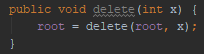 public void delete(int x) {
    root = delete(root, x);
}